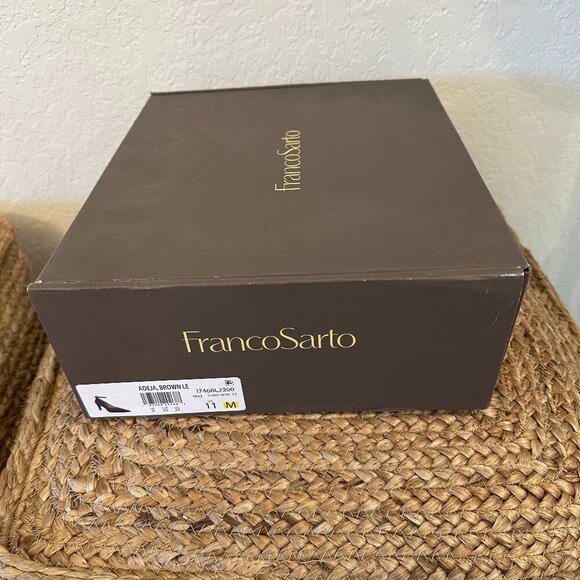 FrancoSarto
FrancoSarto
ADEJA, BROWN LE
17460L2200
11 M